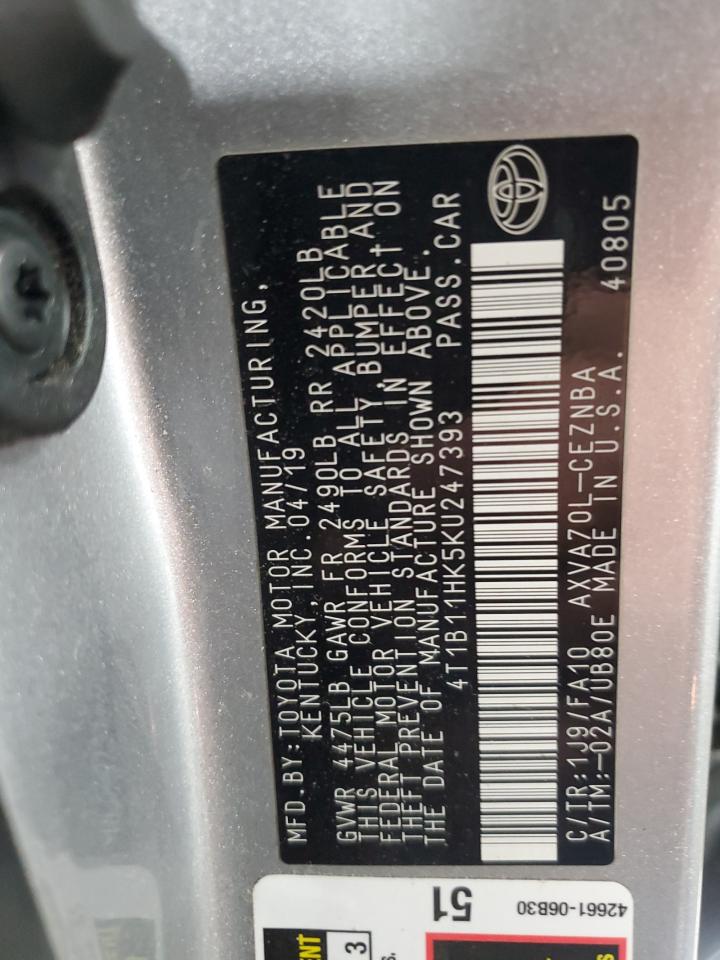 MFD.BY:TOYOTA MOTOR MANUFACTURING,
KENTUCKY,INC.04/19
GVWR 4475LB GAWR FR 2490LB RR 2420LB
THIS VEHICLE CONFORMS TO ALL APPLICABLE
FEDERAL MOTOR VEHICLE SAFETY,BUMPER,AND
THEFT PREVENTION STANDARDS IN EFFECT ON
THE DATE OF MANUFACTURE SHOWN ABOVE.
4T1B11HK5KU247393 PASS.CAR
C/TR:1J9/FA10 AXVA70L-CEZNBA
A/TM:-02A/UB80E MADE IN U.S.A. 40805
51
42661-06B30
3